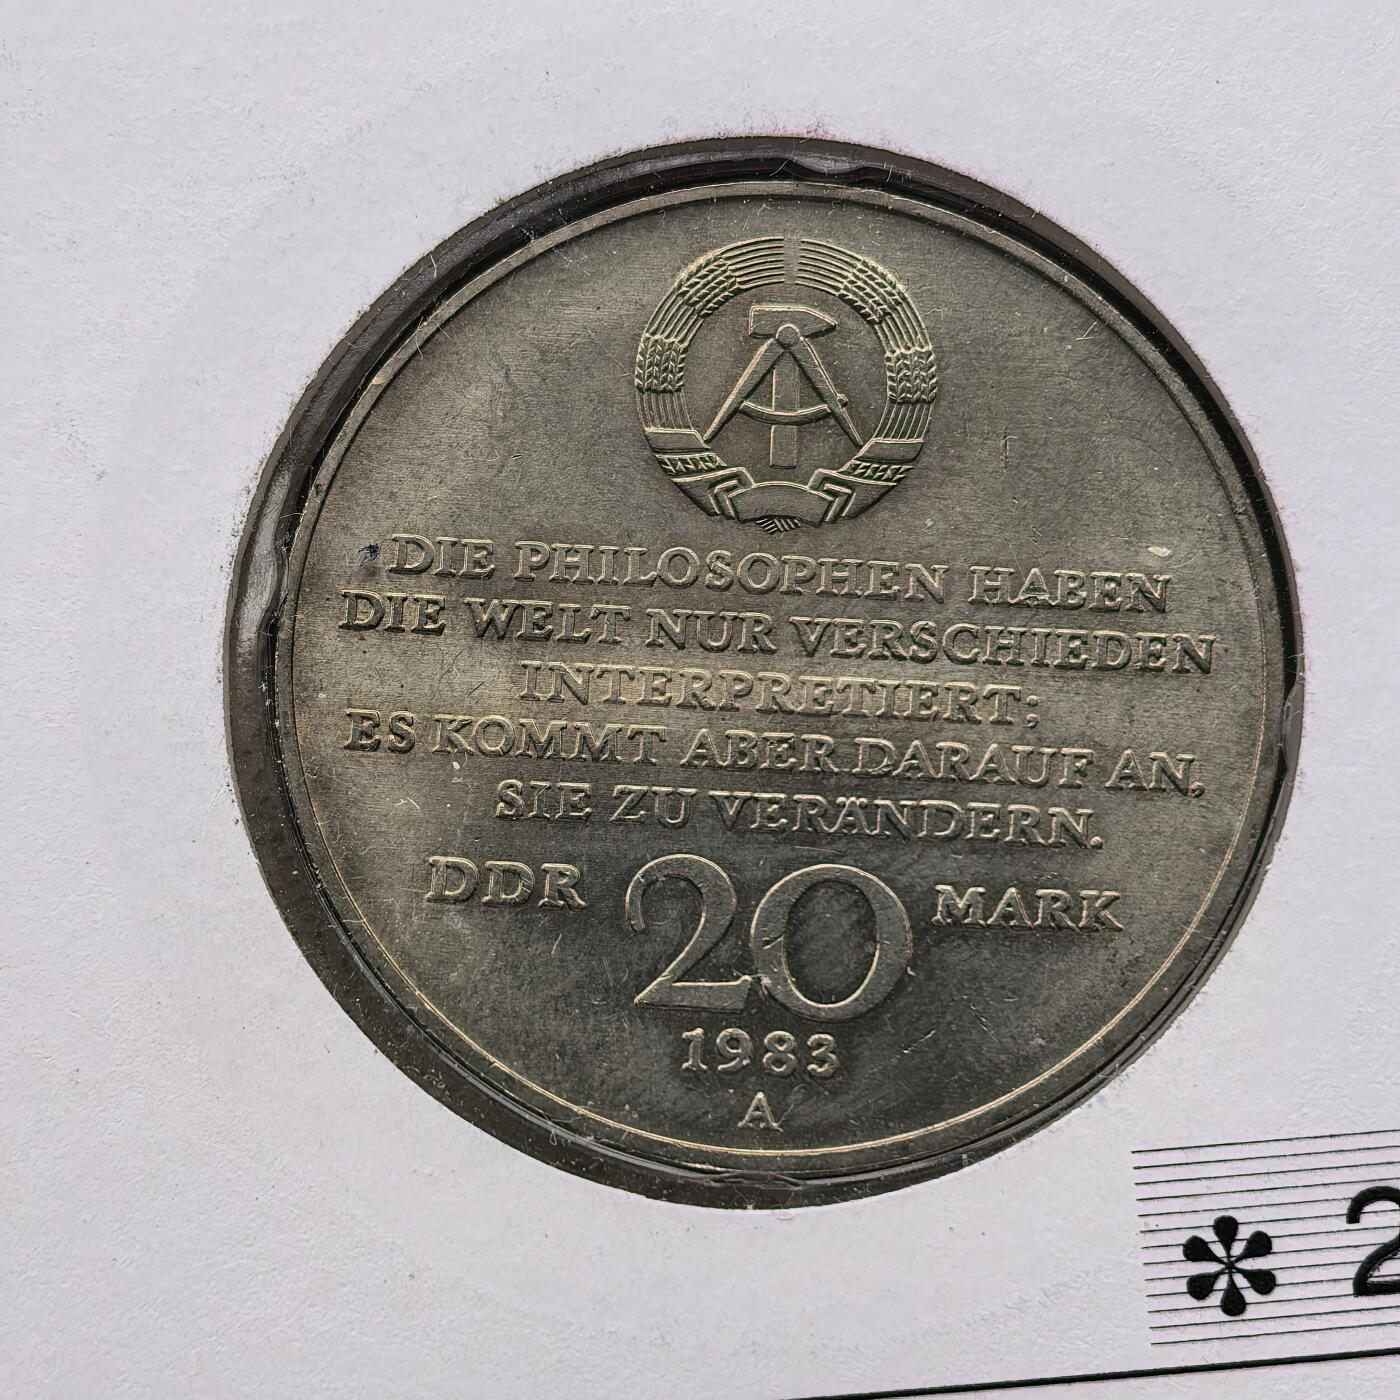 DIE PHILOSOPHEN HABEN
DIE WELT NUR VERSCHIEDEN
INTERPRETIERT;
ES KOMMT ABER DARAUF AN,
SIE ZU VERÄNDERN.
DDR 20 MARK
1983
A
* 2